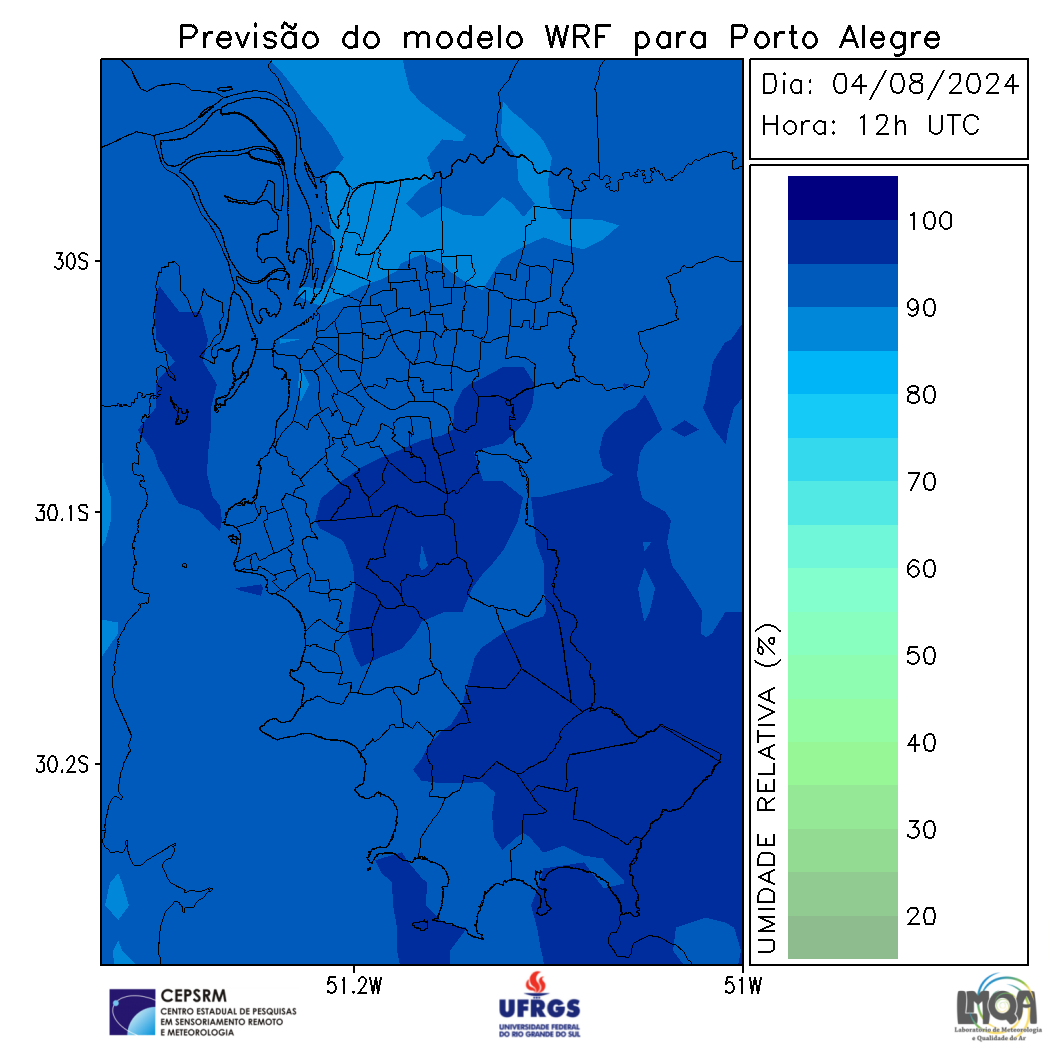 Previsão do modelo WRF para Porto Alegre
Dia: 04/08/2024
Hora: 12h UTC
30S
30.1S
30.2S
51.2W
51W
100
90
80
70
60
50
40
30
20
UMIDADE RELATIVA (%)
CEPSRM
CENTRO ESTADUAL DE PESQUISAS
EM SENSORIAMENTO REMOTO
E METEOROLOGIA
UFRGS
UNIVERSIDADE FEDERAL
DO RIO GRANDE DO SUL
LMQA
Laboratório de Meteorologia
e Qualidade do Ar